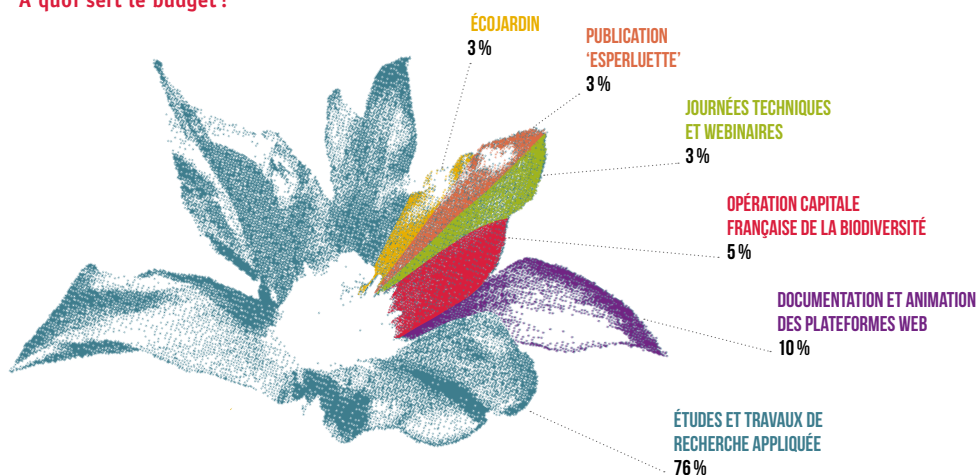 À quoi sert le budget ?
ÉCOJARDIN
3 %
PUBLICATION
‘ESPERLUETTE’
3 %
JOURNÉES TECHNIQUES
ET WEBINAIRES
3 %
OPÉRATION CAPITALE
FRANÇAISE DE LA BIODIVERSITÉ
5 %
DOCUMENTATION ET ANIMATION
DES PLATEFORMES WEB
10 %
ÉTUDES ET TRAVAUX DE
RECHERCHE APPLIQUÉE
76 %